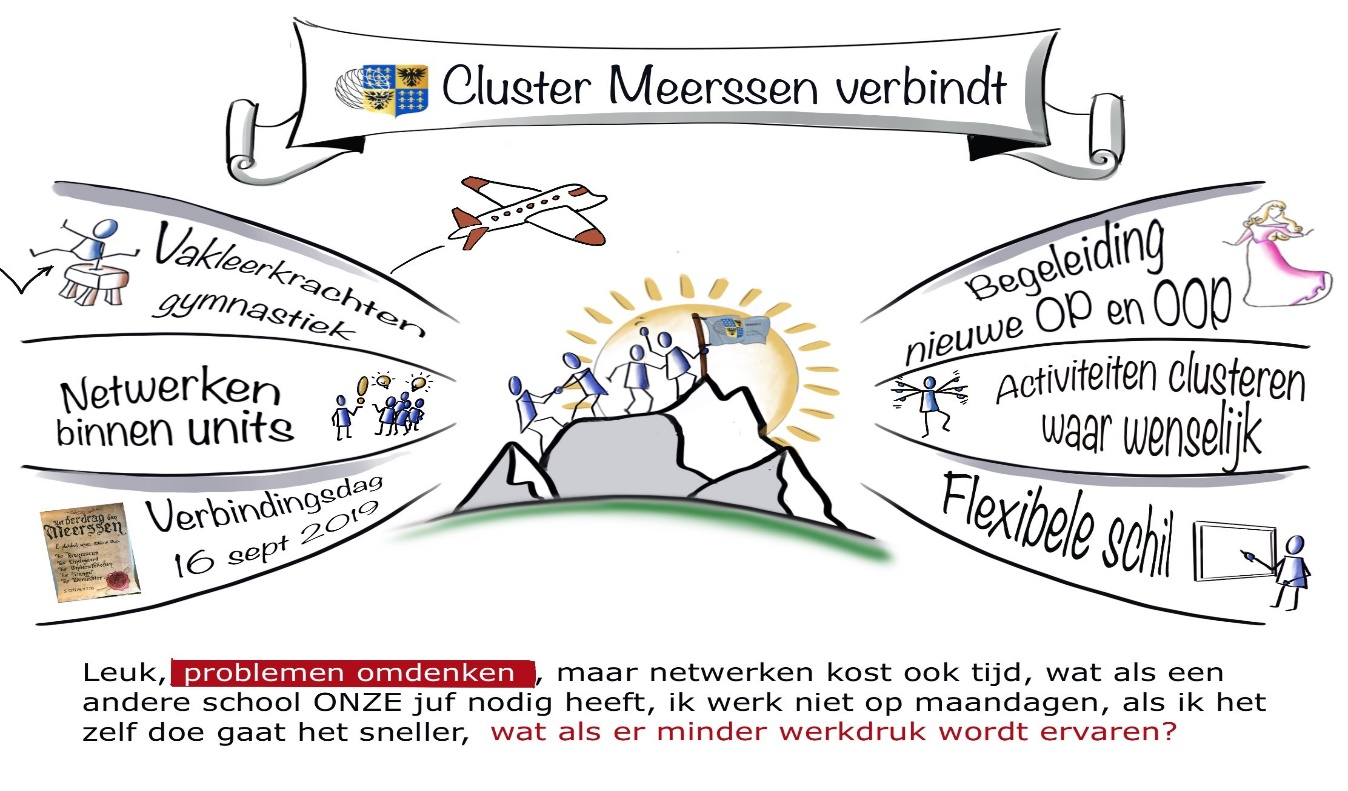 Cluster Meerssen verbindt
Vakleerkrachten
gymnastiek
Netwerken
binnen units
Verbindingsdag
16 sept 2019
Meerssen
Begeleiding
nieuwe OP en OOP
Activiteiten clusteren
waar wenselijk
Flexibele schil
Leuk, problemen omdenken , maar netwerken kost ook tijd, wat als een
andere school ONZE juf nodig heeft, ik werk niet op maandagen, als ik het
zelf doe gaat het sneller, wat als er minder werkdruk wordt ervaren?